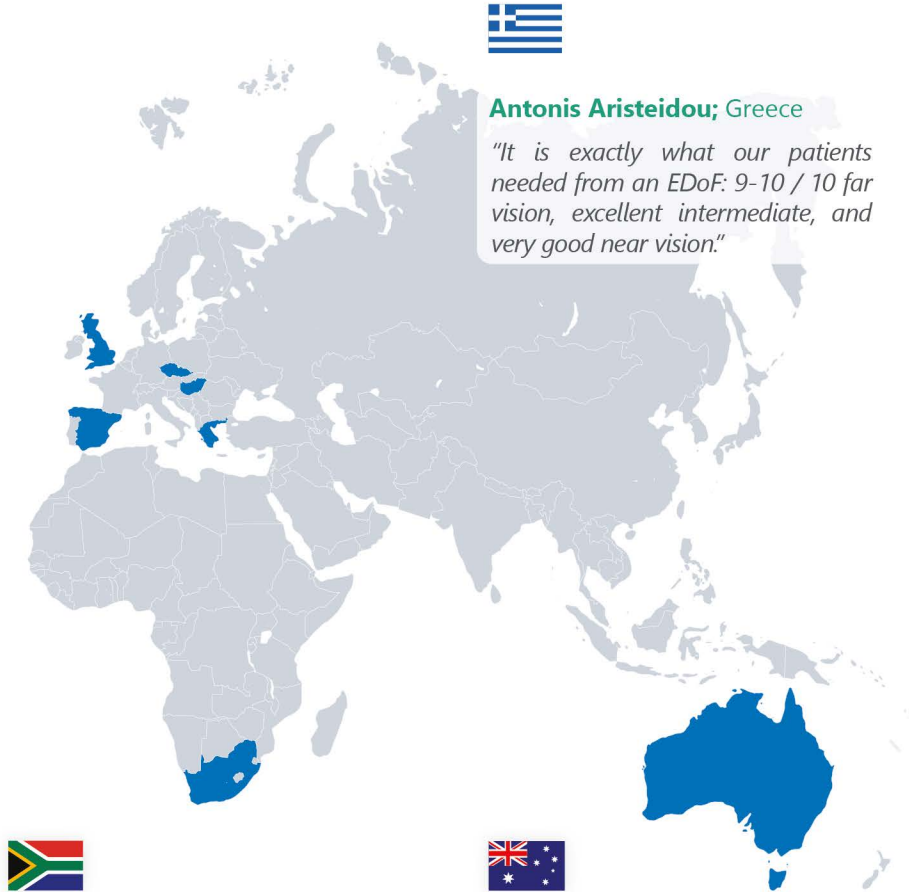 Antonis Aristeidou; Greece
“It is exactly what our patients
needed from an EDoF: 9-10 / 10 far
vision, excellent intermediate, and
very good near vision.”